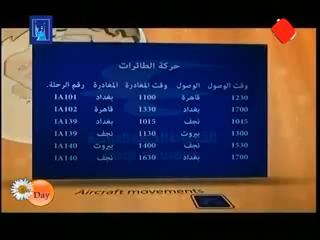 حركة الطائرات:
رقم الرحلة. المغادرة وقت المغادرة الوصول وقت الوصول
IA101 بغداد 1100 قاهرة 1230
IA102 قاهرة 1330 بغداد 1700
IA139 بغداد 1015 نجف 1045
IA139 نجف 1130 بيروت 1300
IA140 بيروت 1400 نجف 1530
IA140 نجف 1630 بغداد 1700
Day
Aircraft movements